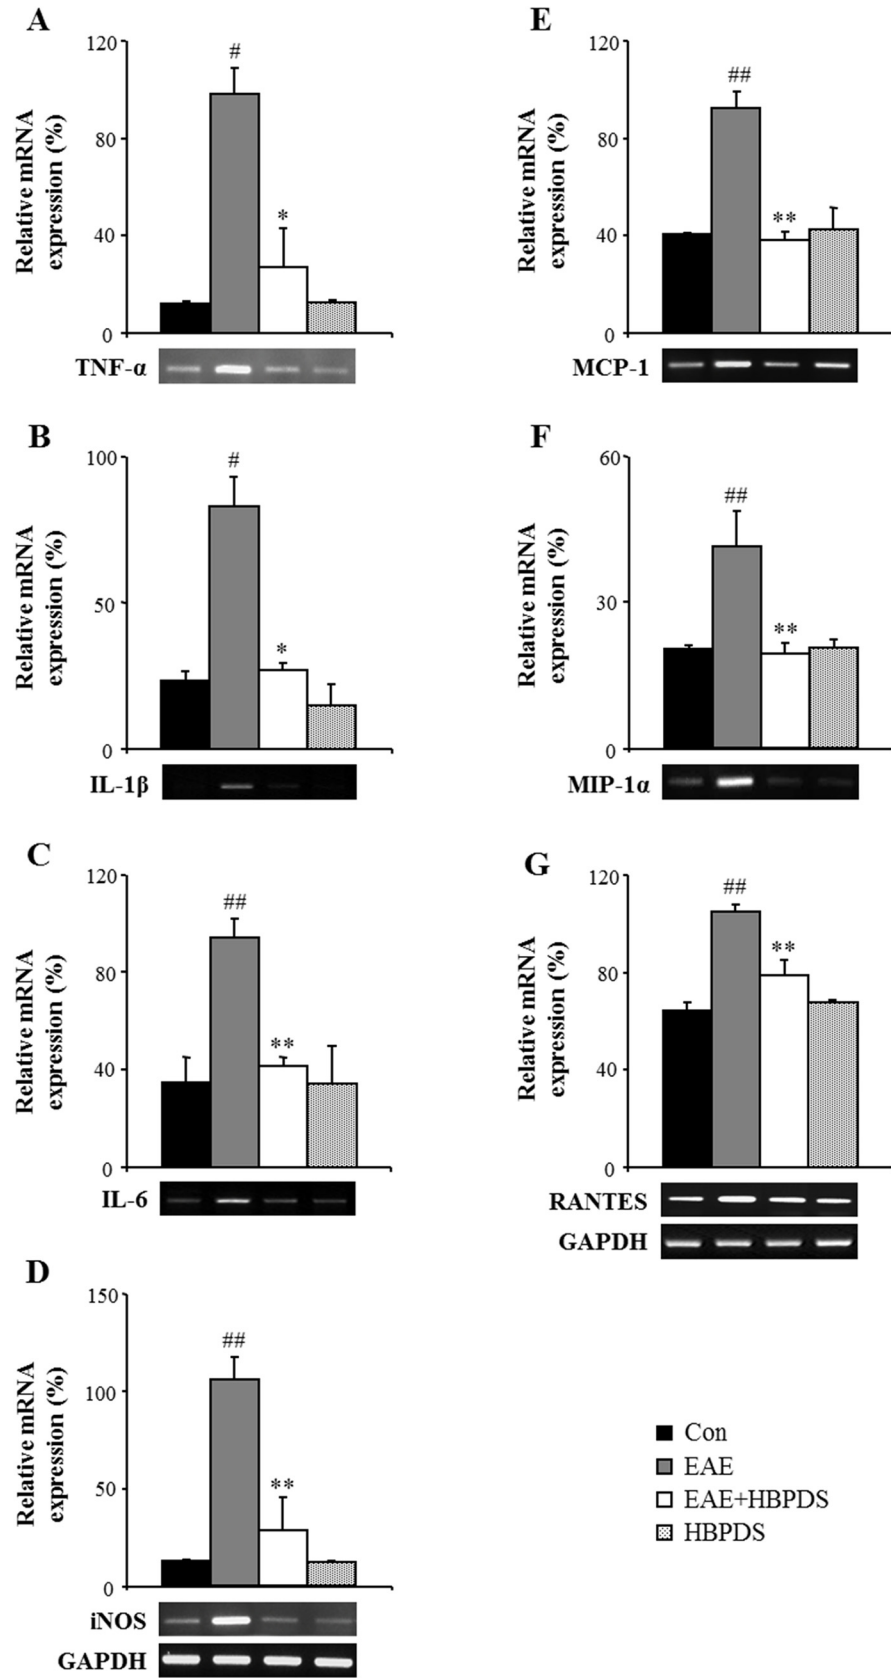 A
Relative mRNA
expression (%)
120
80
40
0
#
*
TNF-α
B
Relative mRNA
expression (%)
100
50
0
#
*
IL-1β
C
Relative mRNA
expression (%)
120
80
40
0
##
**
IL-6
D
Relative mRNA
expression (%)
150
100
50
0
##
**
iNOS
GAPDH
E
Relative mRNA
expression (%)
120
80
40
0
##
**
MCP-1
F
Relative mRNA
expression (%)
60
30
0
##
**
MIP-1α
G
Relative mRNA
expression (%)
120
80
40
0
##
**
RANTES
GAPDH
Con
EAE
EAE+HBPDS
HBPDS